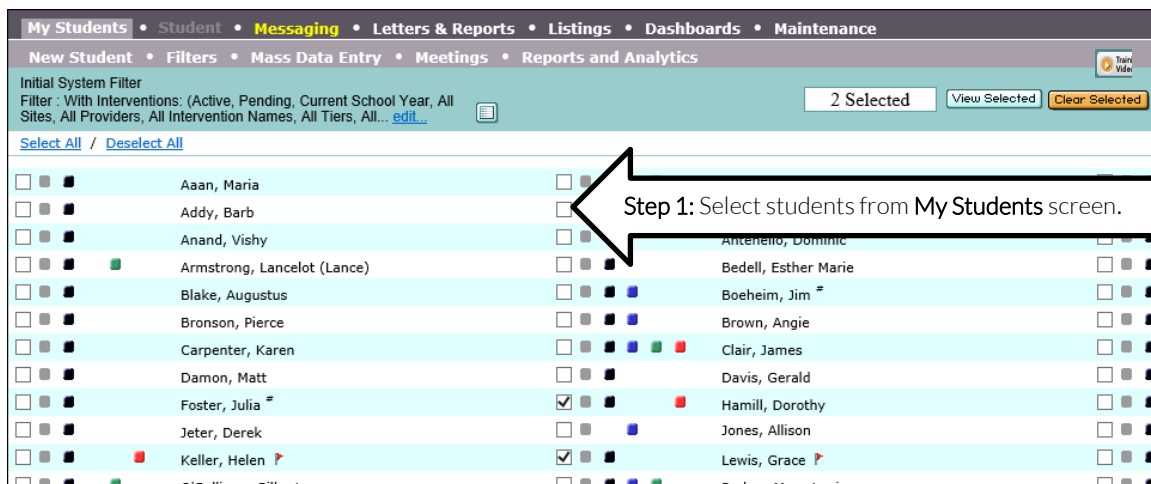 My Students • Student • Messaging • Letters & Reports • Listings • Dashboards • Maintenance
New Student • Filters • Mass Data Entry • Meetings • Reports and Analytics
Initial System Filter
Filter : With Interventions: (Active, Pending, Current School Year, All
Sites, All Providers, All Intervention Names, All Tiers, All... edit...
2 Selected
View Selected
Clear Selected
Select All / Deselect All
Step 1: Select students from My Students screen.
Aaan, Maria
Addy, Barb
Anand, Vishy
Antenello, Dominic
Armstrong, Lancelot (Lance)
Bedell, Esther Marie
Blake, Augustus
Boeheim, Jim #
Bronson, Pierce
Brown, Angie
Carpenter, Karen
Clair, James
Damon, Matt
Davis, Gerald
Foster, Julia #
Hamill, Dorothy
Jeter, Derek
Jones, Allison
Keller, Helen
Lewis, Grace